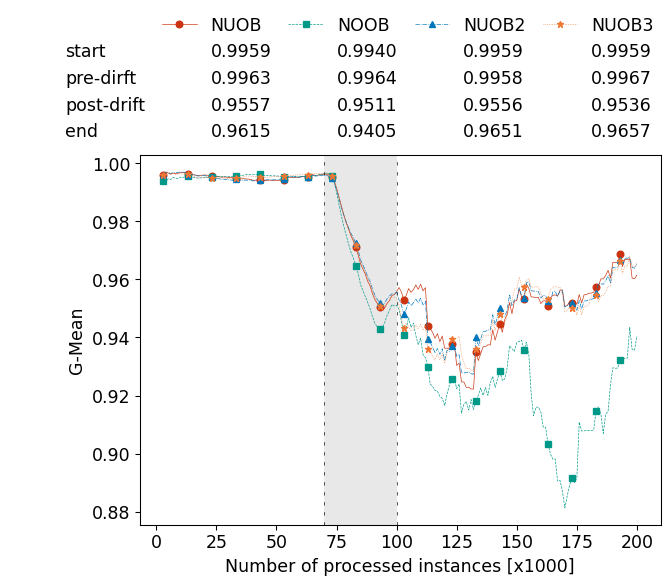 NUOB NOOB NUOB2 NUOB3
start 0.9959 0.9940 0.9959 0.9959
pre-dirft 0.9963 0.9964 0.9958 0.9967
post-drift 0.9557 0.9511 0.9556 0.9536
end 0.9615 0.9405 0.9651 0.9657
1.00
0.98
0.96
0.94
0.92
0.90
0.88
G-Mean
0 25 50 75 100 125 150 175 200
Number of processed instances [x1000]